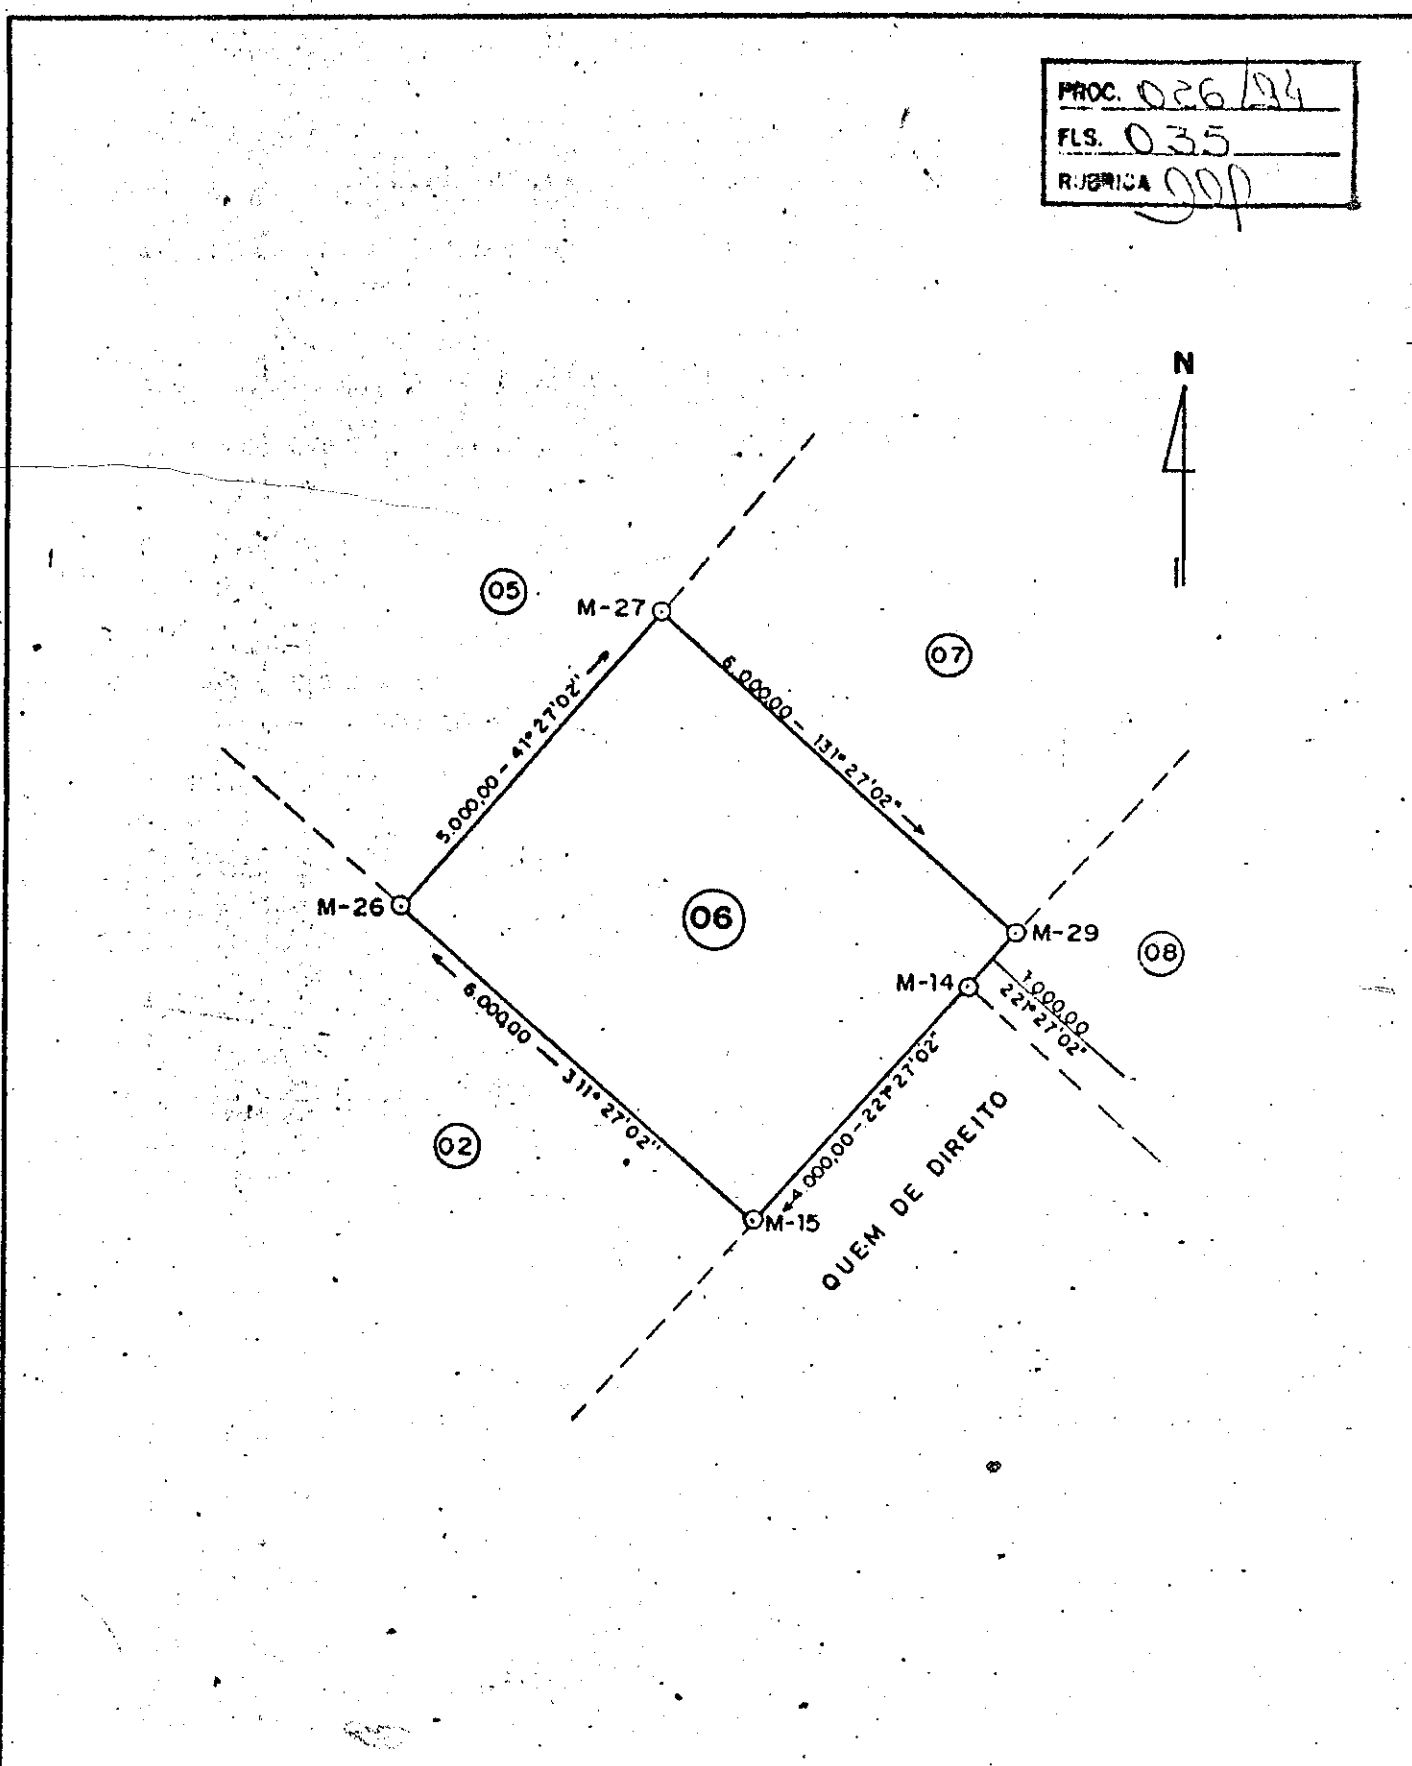 PROC. 026/94
FLS. 035
RUBRICA
N
05
M-27
07
6.000,00 - 131° 27'02"
5.000,00 - 41° 27'02"
M-26
06
M-29
08
M-14
1.000,00
221° 27'02"
6.000,00 - 311° 27'02"
4.000,00 - 221° 27'02"
02
M-15
QUEM DE DIREITO